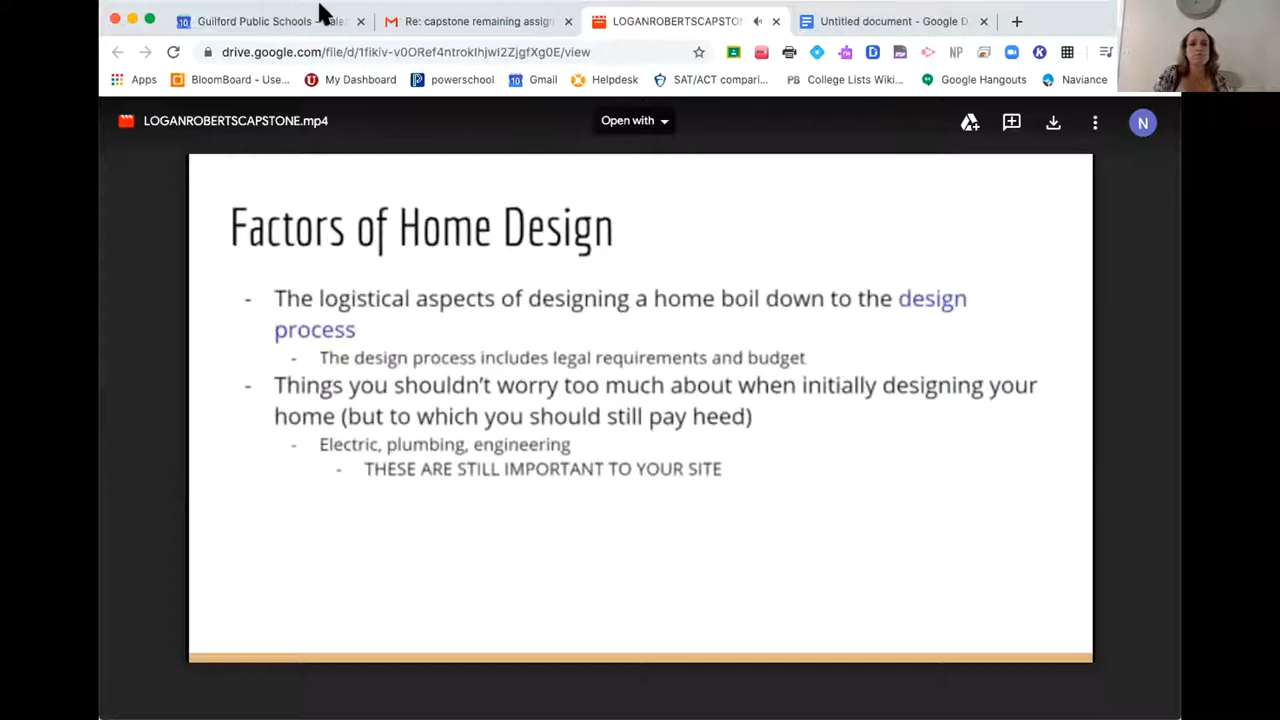 Guilford Public Schools -
Re: capstone remaining assign
LOGANROBERTSCAPSTON
Untitled document - Google D
drive.google.com/file/d/1fikiv-v0ORef4ntrokIhjwI2ZjgfXg0E/view
NP
K
Apps
BloomBoard - Use...
My Dashboard
powerschool
10
Gmail
Helpdesk
SAT/ACT compari...
PB College Lists Wiki...
Google Hangouts
Naviance
LOGANROBERTSCAPSTONE.mp4
Open with
N
Factors of Home Design
- The logistical aspects of designing a home boil down to the design
process
- The design process includes legal requirements and budget
- Things you shouldn't worry too much about when initially designing your
home (but to which you should still pay heed)
- Electric, plumbing, engineering
- THESE ARE STILL IMPORTANT TO YOUR SITE